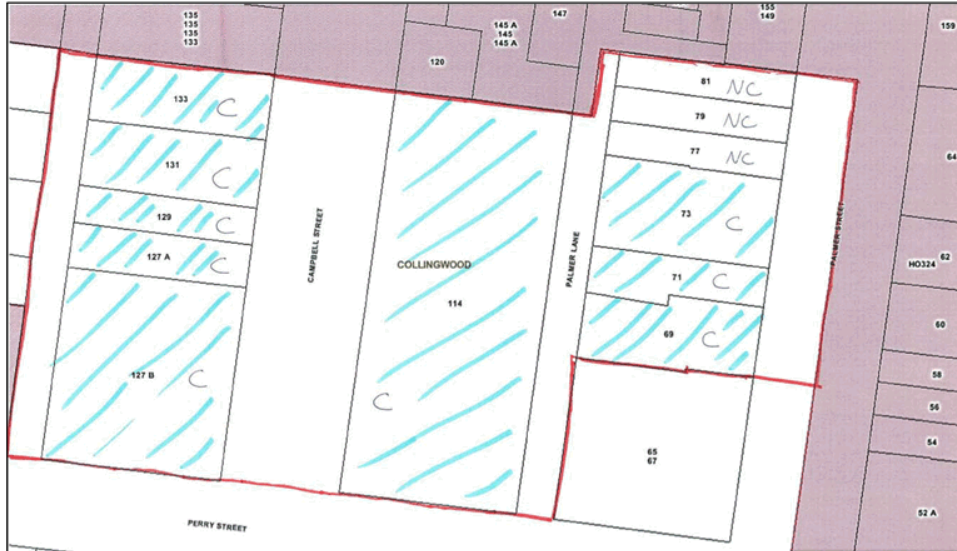 135
135
135
133
145 A
145
145 A
147
155
149
159
120
81 NC
133 C
79 NC
77 NC
131 C
64
129 C
73 C
127 A C
CAMPBELL STREET
COLLINGWOOD
PALMER LANE
PALMER STREET
HO324
62
71 C
114
C
69 C
60
127 B C
58
56
54
65
67
52 A
PERRY STREET